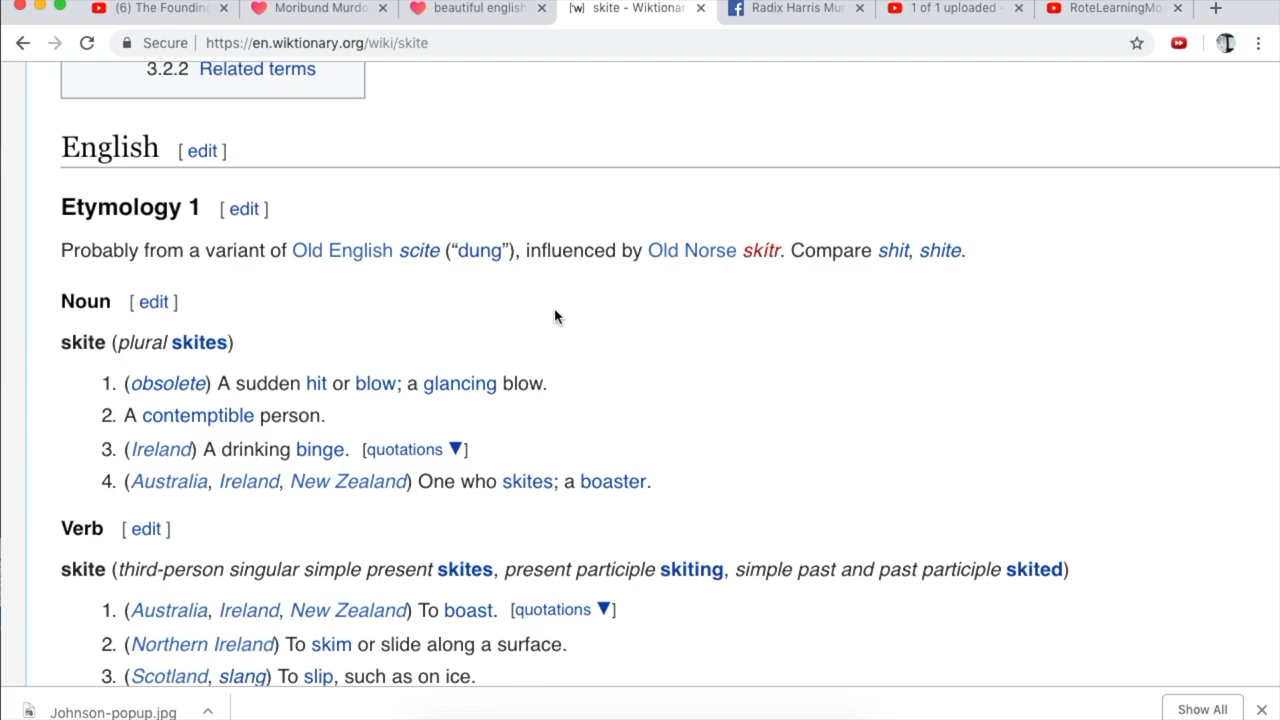 (6) The Founding
Moribund Murdo
beautiful english
[w] skite - Wiktionar
Radix Harris Mur
1 of 1 uploaded -
RoteLearningMo
Secure https://en.wiktionary.org/wiki/skite
3.2.2 Related terms
English [ edit ]
Etymology 1 [ edit ]
Probably from a variant of Old English scite (“dung”), influenced by Old Norse skítr. Compare shit, shite.
Noun [ edit ]
skite (plural skites)
1. (obsolete) A sudden hit or blow; a glancing blow.
2. A contemptible person.
3. (Ireland) A drinking binge. [quotations ▼]
4. (Australia, Ireland, New Zealand) One who skites; a boaster.
Verb [ edit ]
skite (third-person singular simple present skites, present participle skiting, simple past and past participle skited)
1. (Australia, Ireland, New Zealand) To boast. [quotations ▼]
2. (Northern Ireland) To skim or slide along a surface.
3. (Scotland, slang) To slip, such as on ice.
Johnson-popup.jpg
Show All